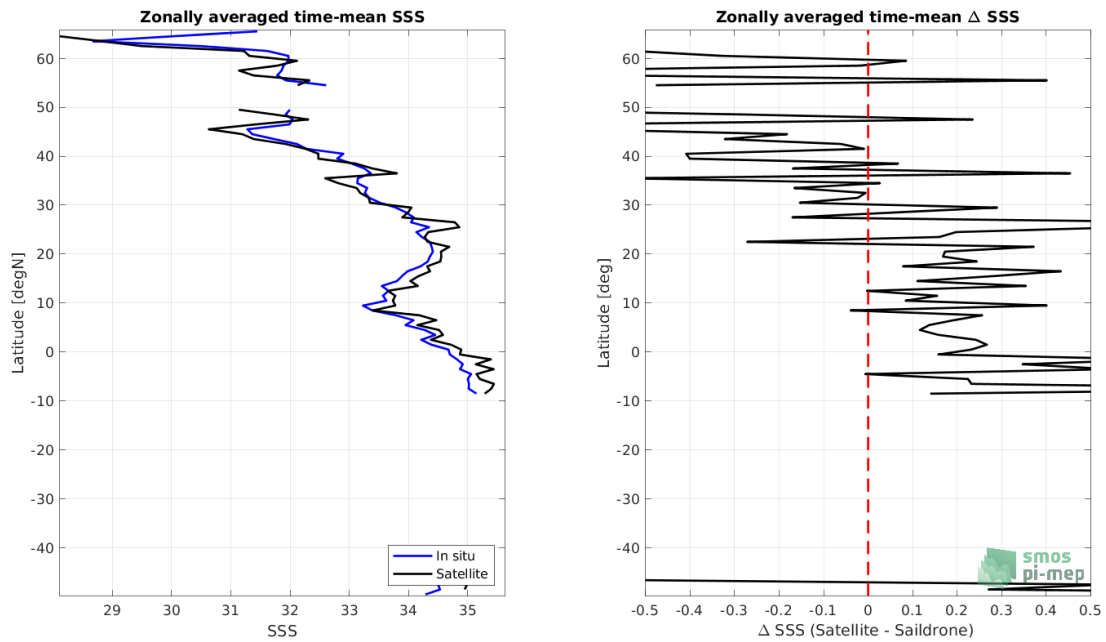 Zonally averaged time-mean SSS
60
50
40
30
20
10
0
-10
-20
-30
-40
Latitude [degN]
29 30 31 32 33 34 35
SSS
In situ
Satellite
Zonally averaged time-mean Δ SSS
60
50
40
30
20
10
0
-10
-20
-30
-40
Latitude [deg]
-0.5 -0.4 -0.3 -0.2 -0.1 0 0.1 0.2 0.3 0.4 0.5
Δ SSS (Satellite - Saildrone)
smos
pi-mep